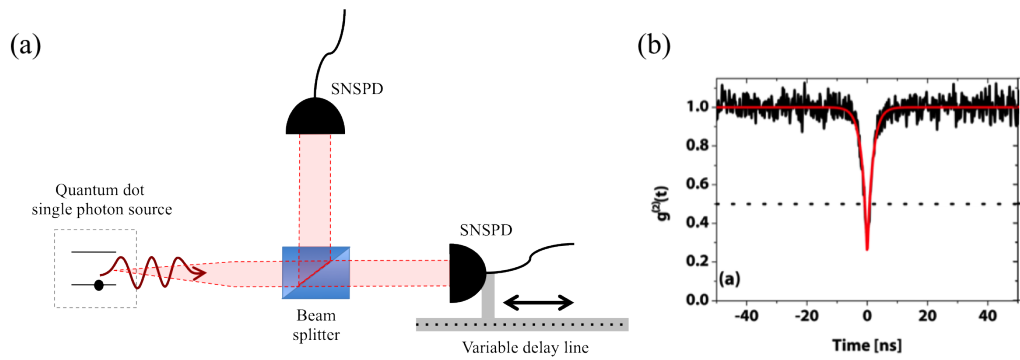 (a)
SNSPD
Quantum dot
single photon source
SNSPD
Beam
splitter
Variable delay line
(b)
g⁽²⁾(t)
1.0
0.8
0.6
0.4
0.2
0.0
(a)
-40 -20 0 20 40
Time [ns]